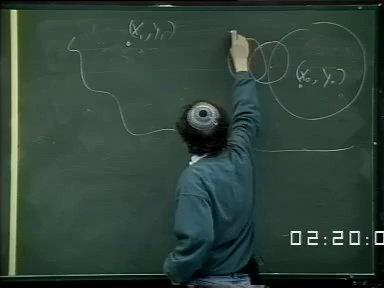 (x₁, y₁)
(x₀, y₀)
02:20:0